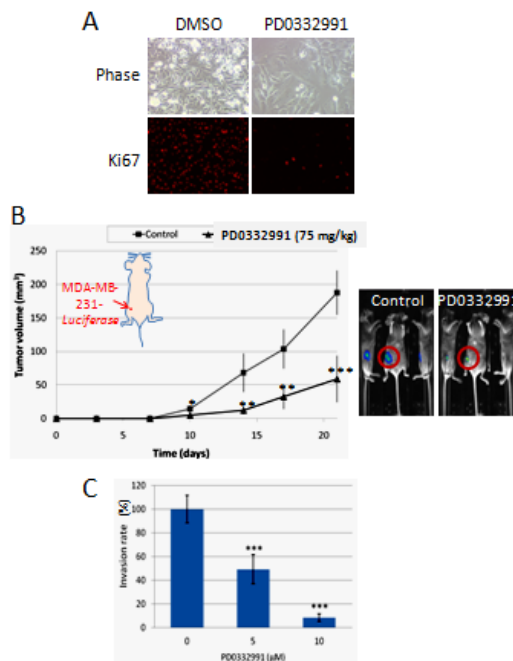 A
DMSO PD0332991
Phase
Ki67
B
Control PD0332991 (75 mg/kg)
Tumor volume (mm³)
250
200
150
100
50
0
MDA-MB-
231-
Luciferase
* ** ** ***
0 5 10 15 20
Time (days)
Control PD0332991
C
Invasion rate (%)
120
100
80
60
40
20
0
***
***
0 5 10
PD0332991 (µM)